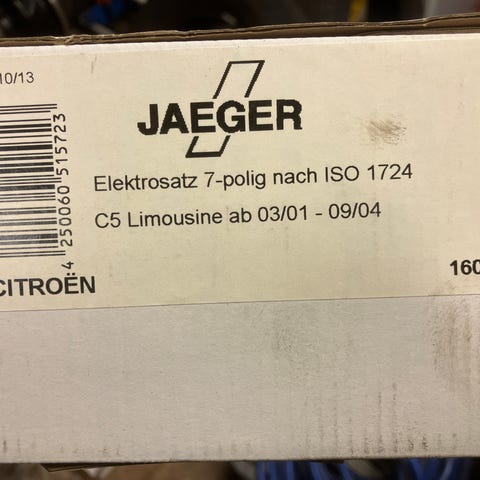 10/13
JAEGER
4 250060 515723
Elektrosatz 7-polig nach ISO 1724
C5 Limousine ab 03/01 - 09/04
CITROËN
160